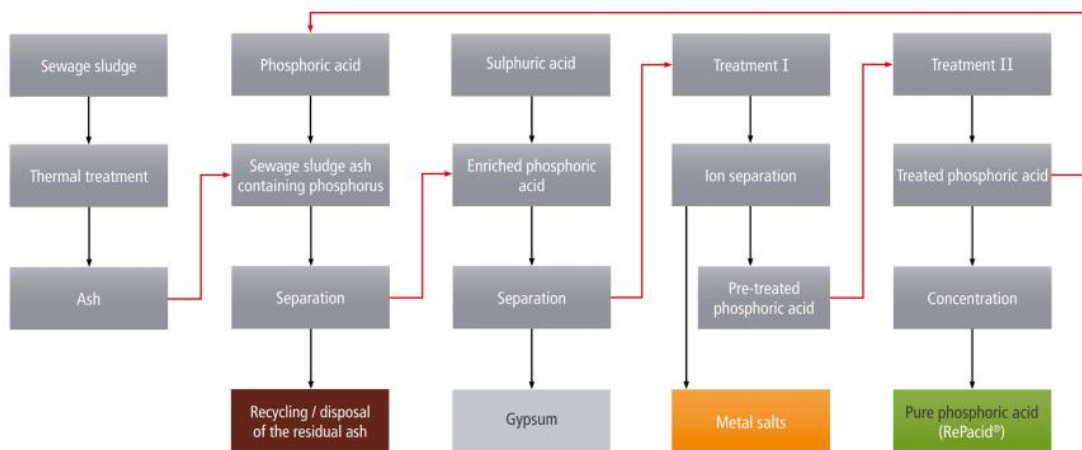 Sewage sludge
Thermal treatment
Ash
Phosphoric acid
Sewage sludge ash
containing phosphorus
Separation
Recycling / disposal
of the residual ash
Sulphuric acid
Enriched phosphoric
acid
Separation
Gypsum
Treatment I
Ion separation
Pre-treated
phosphoric acid
Metal salts
Treatment II
Treated phosphoric acid
Concentration
Pure phosphoric acid
(RePacid®)